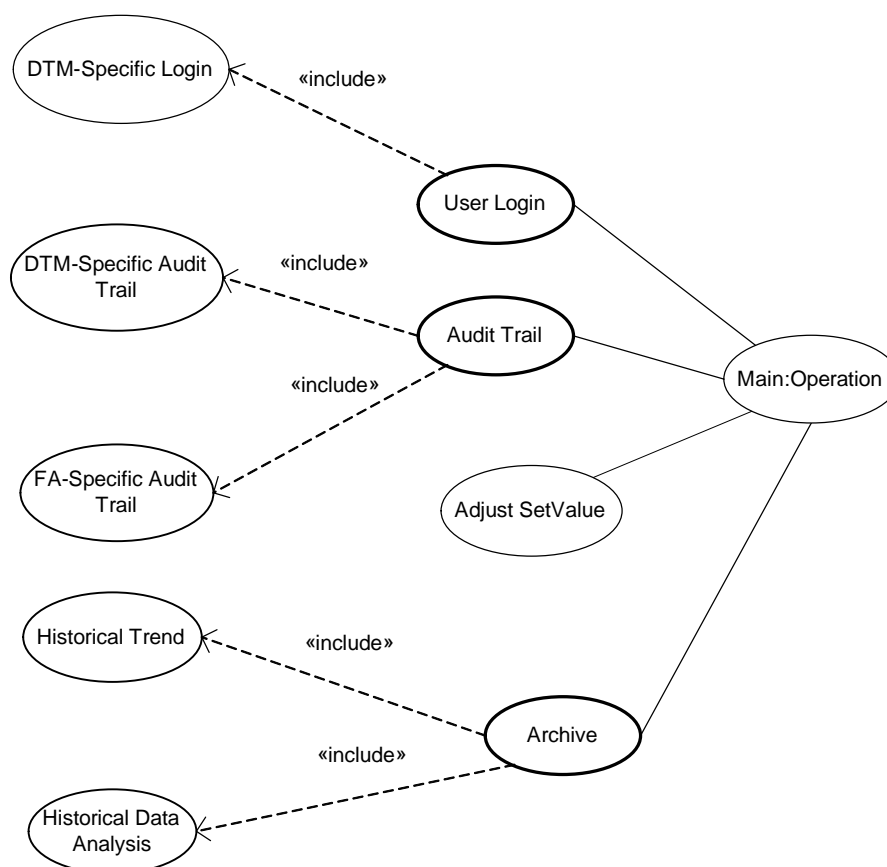 DTM-Specific Login
«include»
User Login
DTM-Specific Audit
Trail
«include»
Audit Trail
Main:Operation
«include»
FA-Specific Audit
Trail
Adjust SetValue
Historical Trend
«include»
Archive
«include»
Historical Data
Analysis